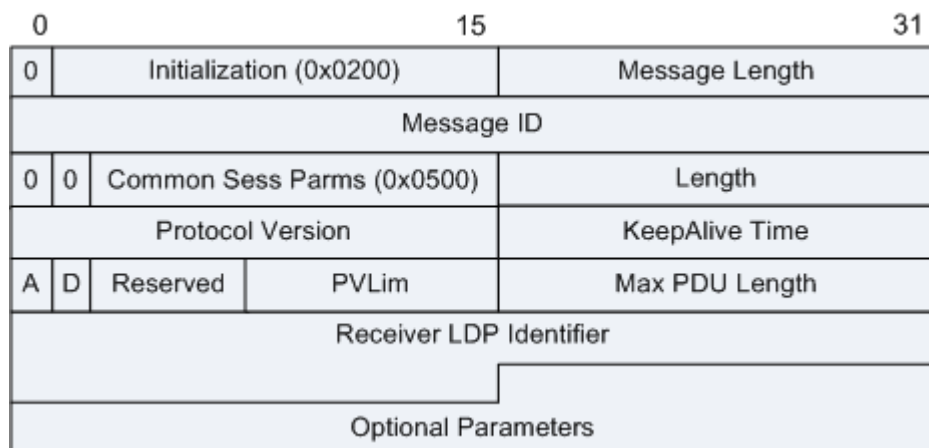 0 15 31
0 Initialization (0x0200) Message Length
Message ID
0 0 Common Sess Parms (0x0500) Length
Protocol Version KeepAlive Time
A D Reserved PVLim Max PDU Length
Receiver LDP Identifier
Optional Parameters